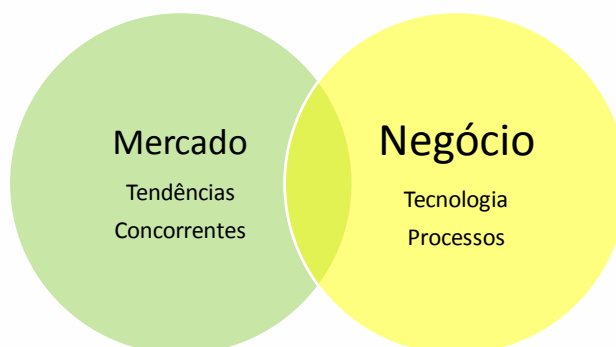 Mercado
Tendências
Concorrentes
Negócio
Tecnologia
Processos